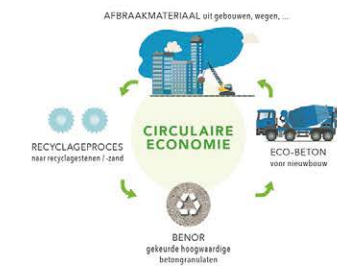 AFBRAAKMATERIAAL uit gebouwen, wegen, ...
CIRCULAIRE
ECONOMIE
RECYCLAGEPROCES
naar recyclagestenen / -zand
ECO-BETON
voor nieuwbouw
BENOR
gekeurde hoogwaardige
betongranulaten